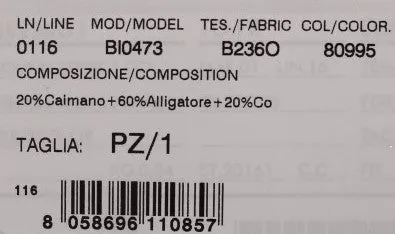 LN/LINE MOD/MODEL TES./FABRIC COL/COLOR.
0116 BI0473 B236O 80995
COMPOSIZIONE/COMPOSITION
20%Caimano+60%Alligatore+20%Co
TAGLIA: PZ/1
116
8 058696 110857